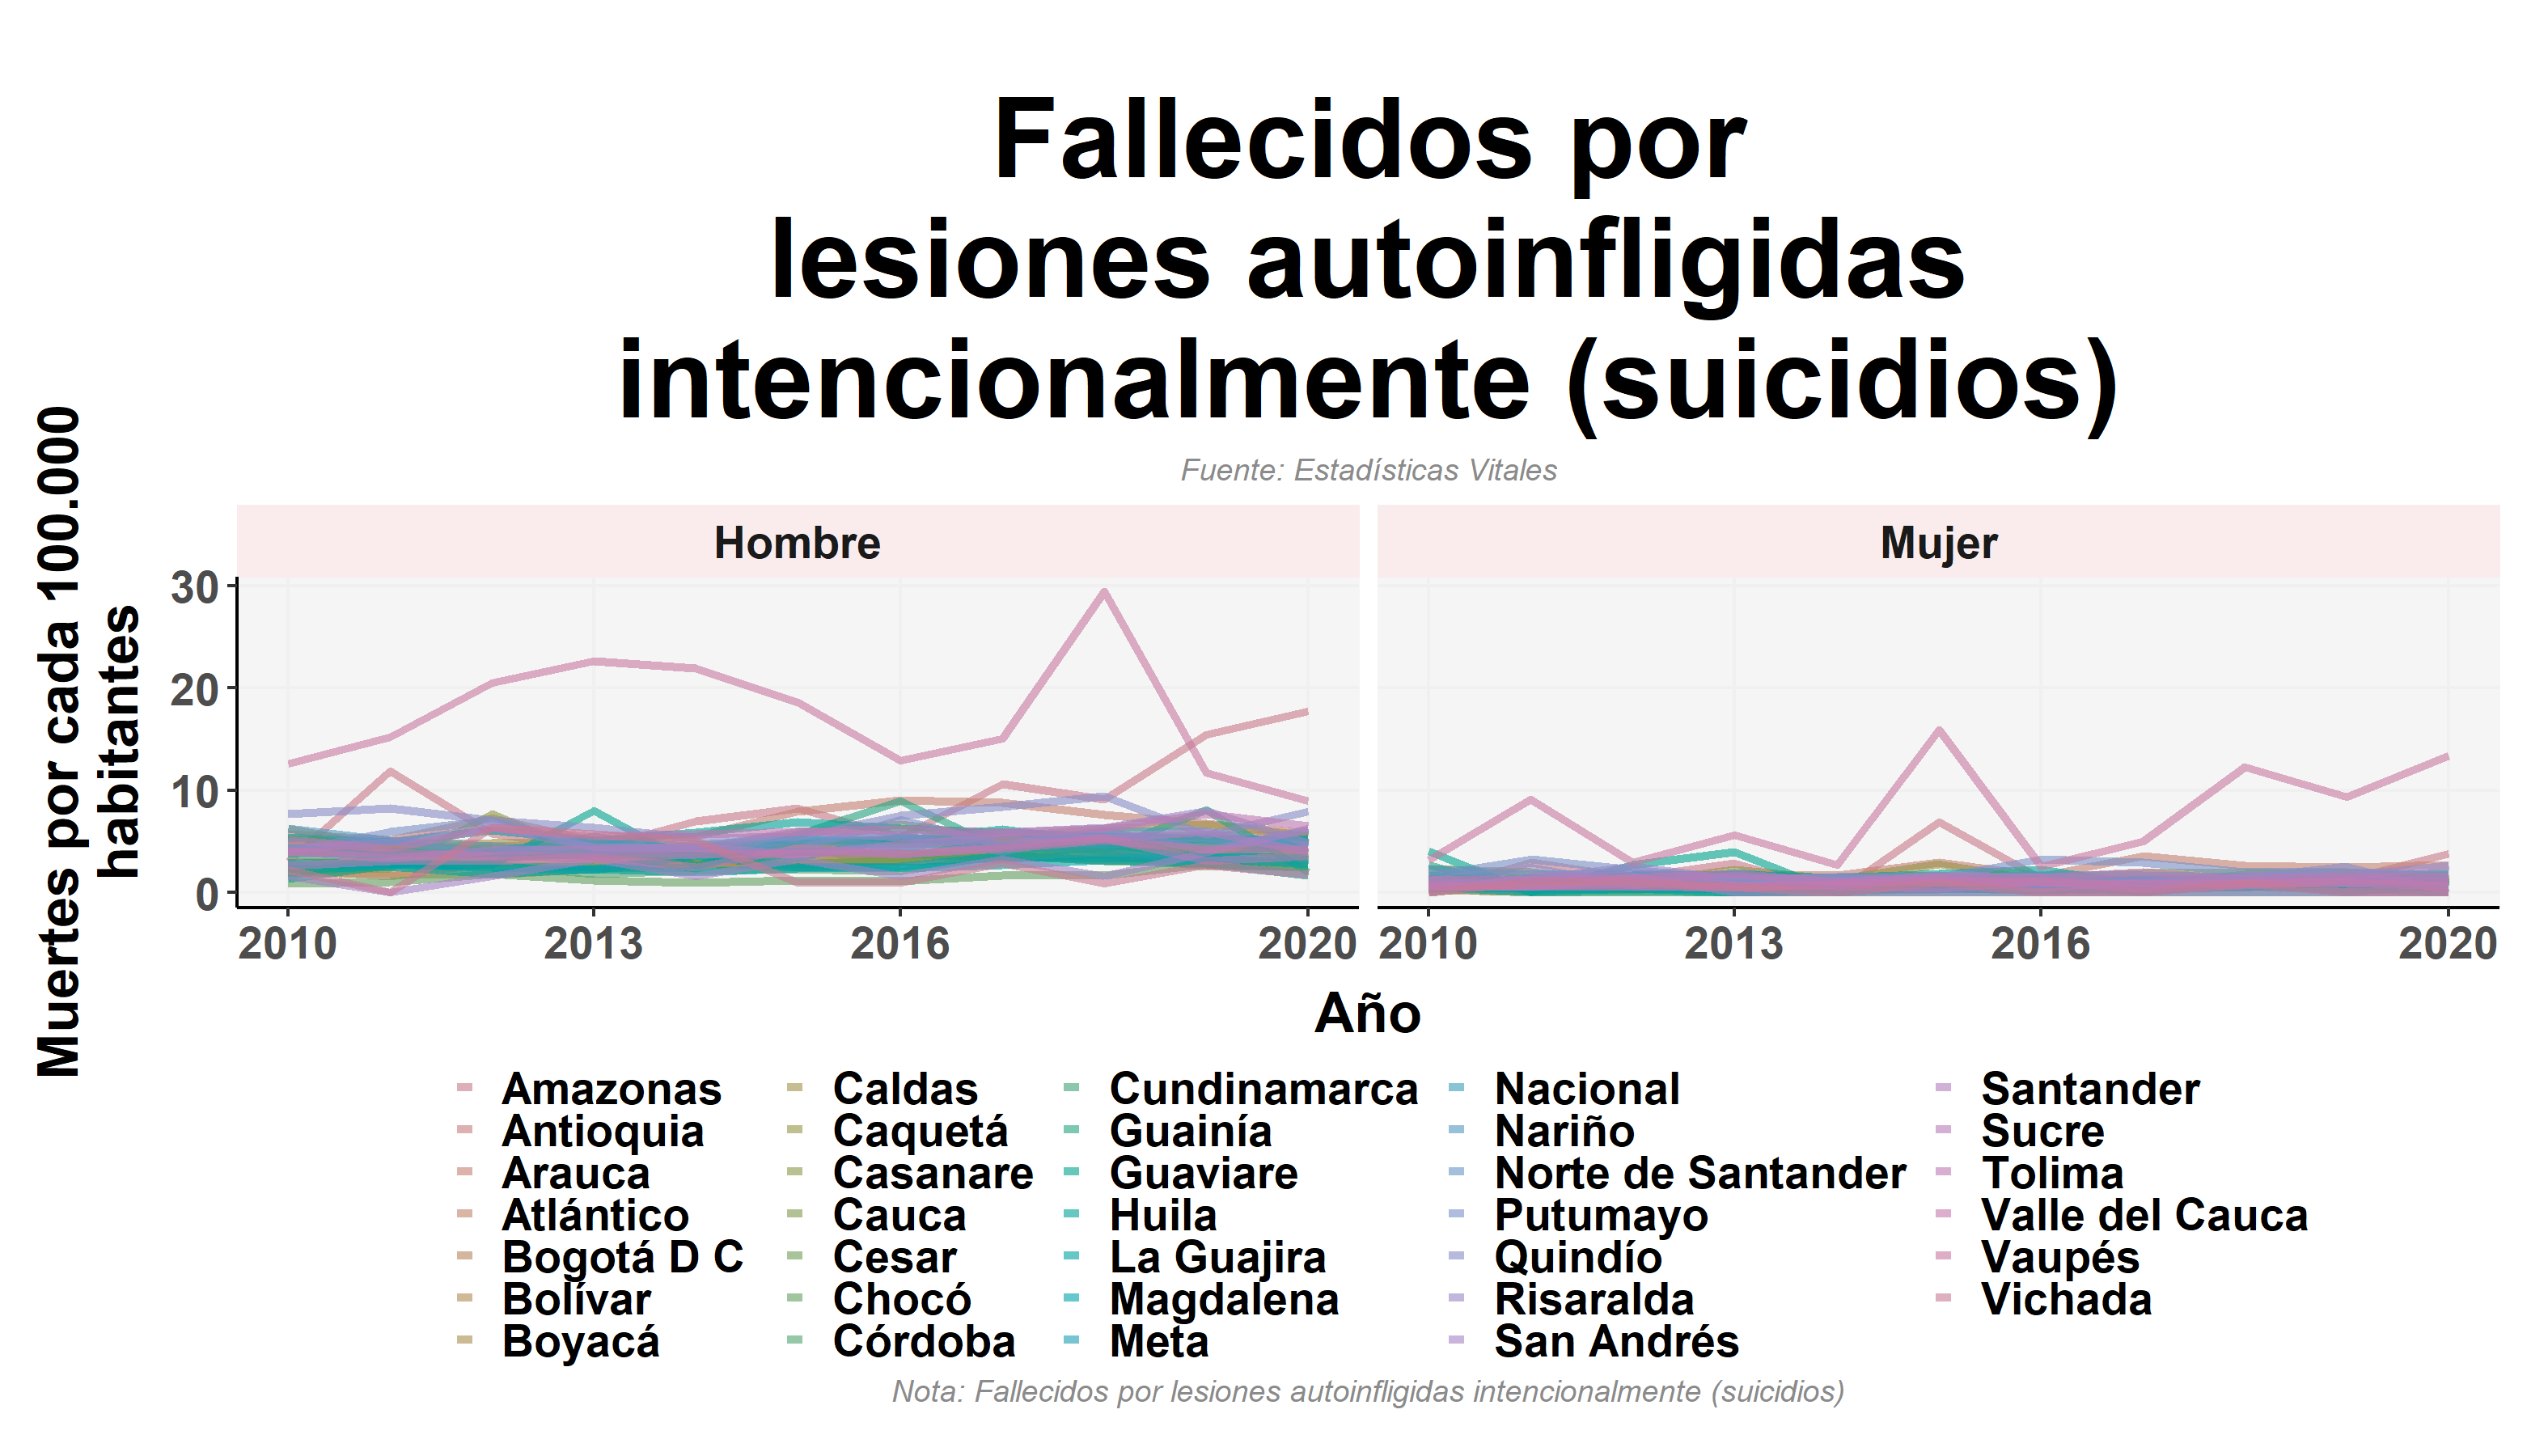 Fallecidos por
lesiones autoinfligidas
intencionalmente (suicidios)
Fuente: Estadísticas Vitales
Muertes por cada 100.000
habitantes
Hombre
Mujer
30
20
10
0
2010 2013 2016 2020
2010 2013 2016 2020
Año
Amazonas
Antioquia
Arauca
Atlántico
Bogotá D C
Bolívar
Boyacá
Caldas
Caquetá
Casanare
Cauca
Cesar
Chocó
Córdoba
Cundinamarca
Guainía
Guaviare
Huila
La Guajira
Magdalena
Meta
Nacional
Nariño
Norte de Santander
Putumayo
Quindío
Risaralda
San Andrés
Santander
Sucre
Tolima
Valle del Cauca
Vaupés
Vichada
Nota: Fallecidos por lesiones autoinfligidas intencionalmente (suicidios)